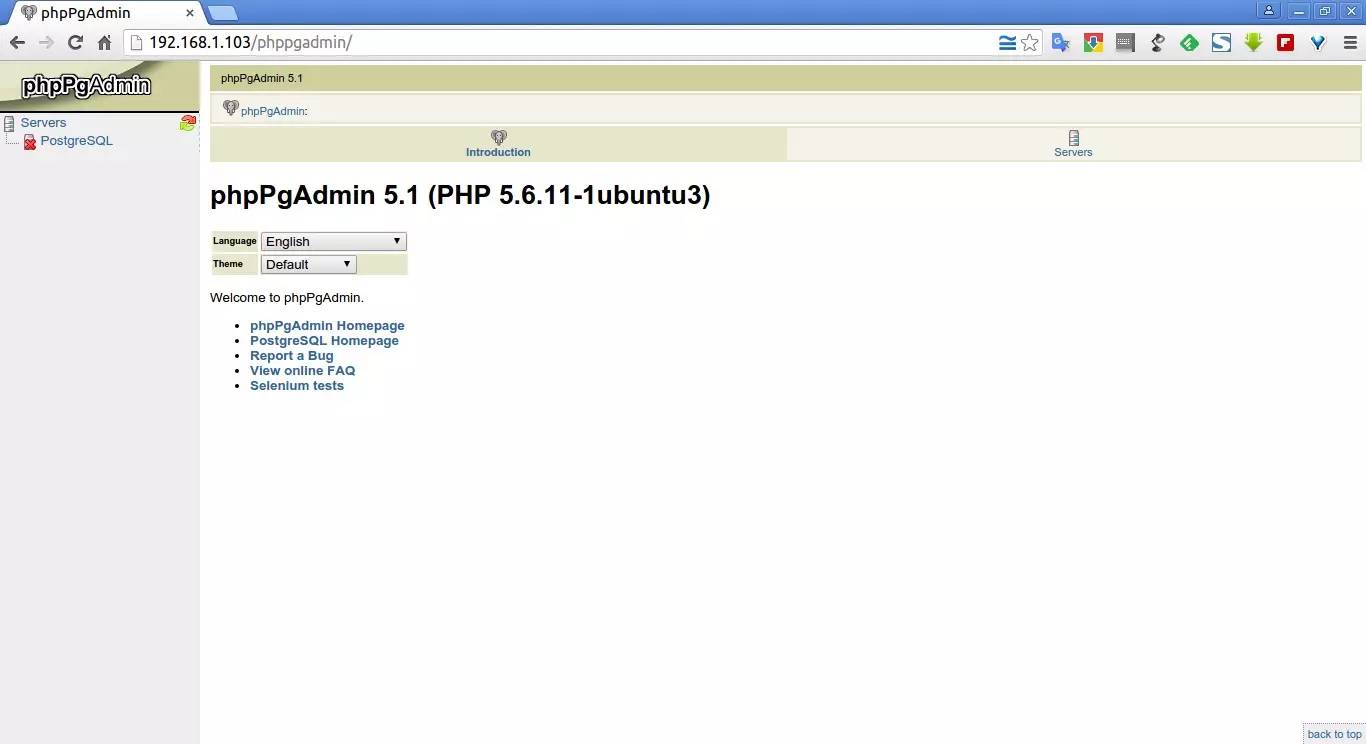 phpPgAdmin
192.168.1.103/phppgadmin/
phpPgAdmin
Servers
PostgreSQL
phpPgAdmin 5.1
phpPgAdmin:
Introduction
Servers
phpPgAdmin 5.1 (PHP 5.6.11-1ubuntu3)
Language English
Theme Default
Welcome to phpPgAdmin.
phpPgAdmin Homepage
PostgreSQL Homepage
Report a Bug
View online FAQ
Selenium tests
back to top